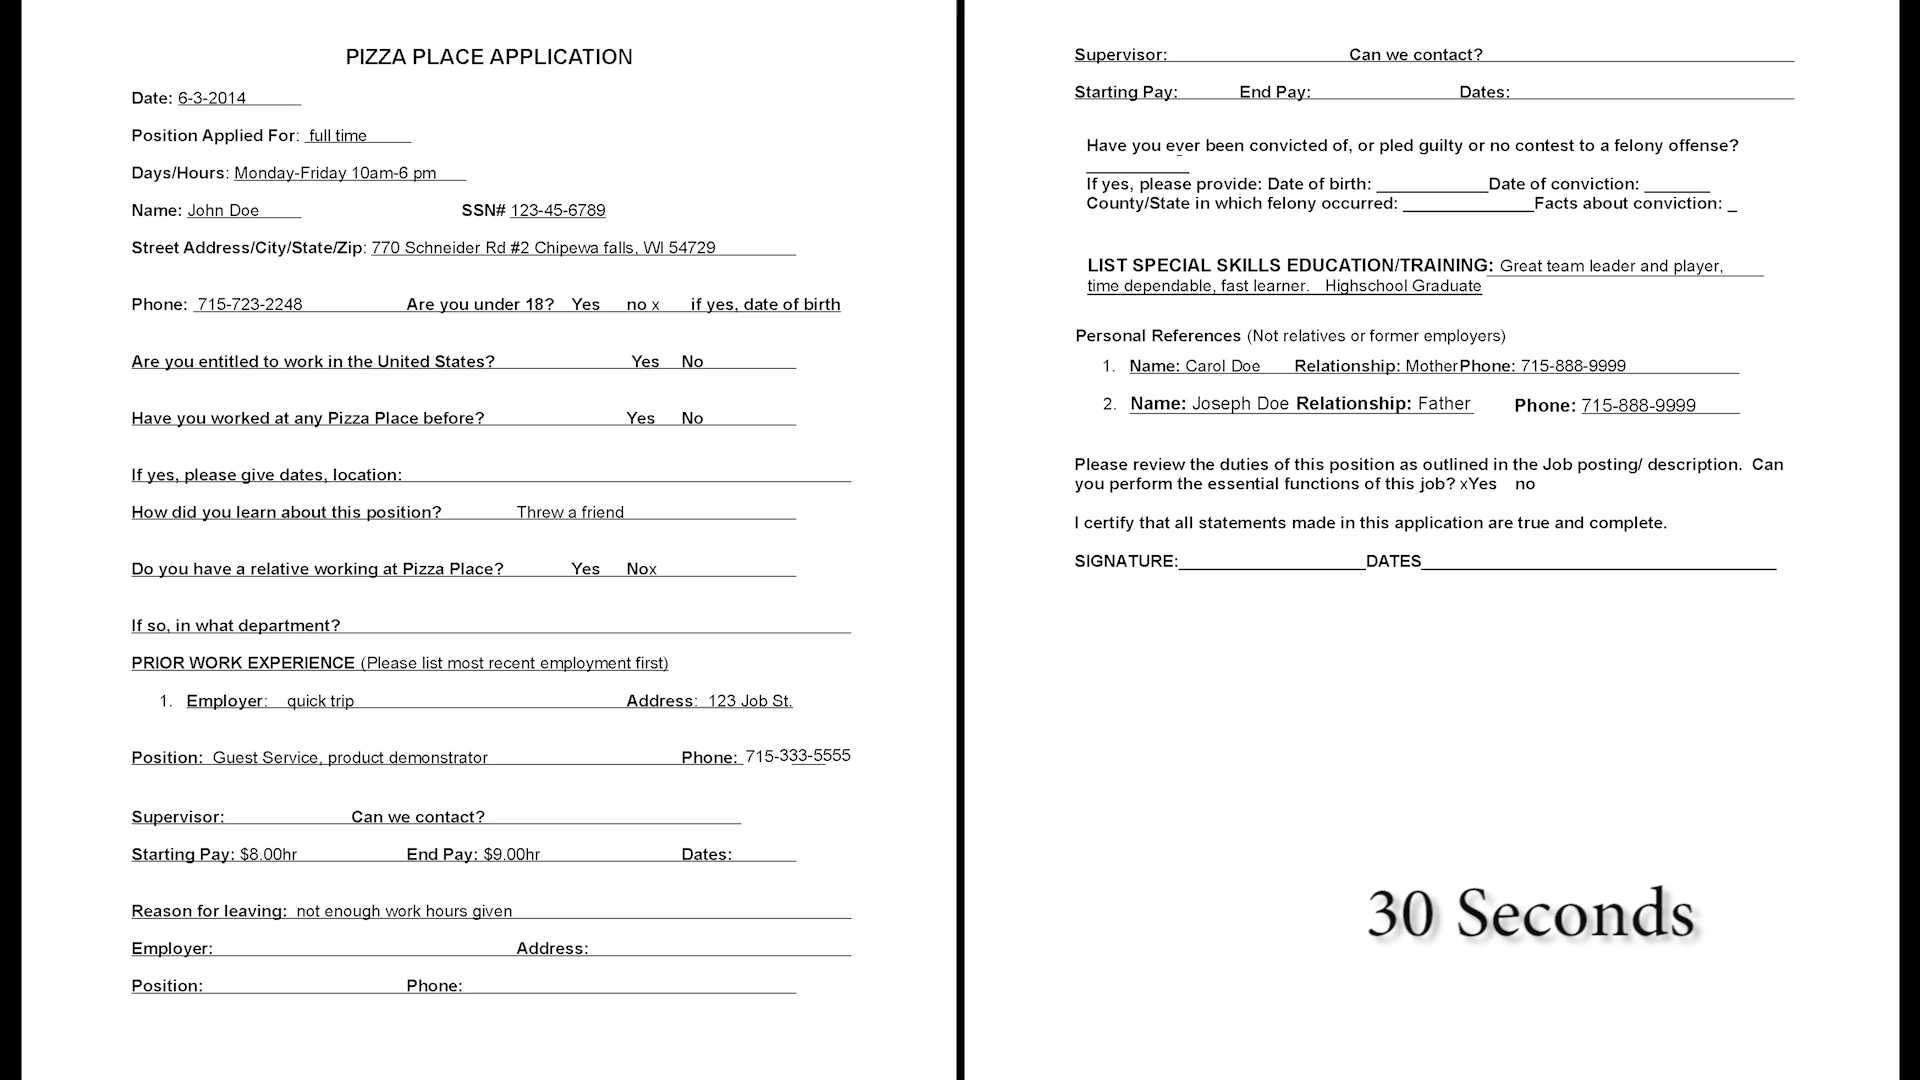 PIZZA PLACE APPLICATION
Date: 6-3-2014
Position Applied For: full time
Days/Hours: Monday-Friday 10am-6 pm
Name: John Doe SSN# 123-45-6789
Street Address/City/State/Zip: 770 Schneider Rd #2 Chipewa falls, WI 54729
Phone: 715-723-2248 Are you under 18? Yes no x if yes, date of birth
Are you entitled to work in the United States? Yes No
Have you worked at any Pizza Place before? Yes No
If yes, please give dates, location:
How did you learn about this position? Threw a friend
Do you have a relative working at Pizza Place? Yes Nox
If so, in what department?
PRIOR WORK EXPERIENCE (Please list most recent employment first)
1. Employer: quick trip Address: 123 Job St.
Position: Guest Service, product demonstrator Phone: 715-333-5555
Supervisor: Can we contact?
Starting Pay: $8.00hr End Pay: $9.00hr Dates:
Reason for leaving: not enough work hours given
Employer: Address:
Position: Phone:
Supervisor: Can we contact?
Starting Pay: End Pay: Dates:
Have you ever been convicted of, or pled guilty or no contest to a felony offense?
___________
If yes, please provide: Date of birth: ____________Date of conviction: _______
County/State in which felony occurred: ______________Facts about conviction: _
LIST SPECIAL SKILLS EDUCATION/TRAINING: Great team leader and player,
time dependable, fast learner. Highschool Graduate
Personal References (Not relatives or former employers)
1. Name: Carol Doe Relationship: MotherPhone: 715-888-9999
2. Name: Joseph Doe Relationship: Father Phone: 715-888-9999
Please review the duties of this position as outlined in the Job posting/ description. Can
you perform the essential functions of this job? xYes no
I certify that all statements made in this application are true and complete.
SIGNATURE:____________________DATES______________________________________
30 Seconds